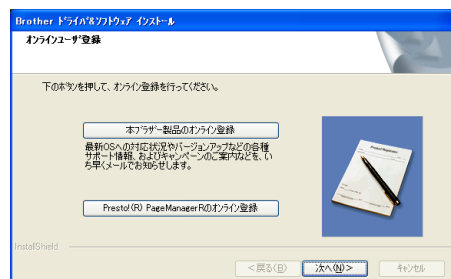 Brother ﾄﾞﾗｲﾊﾞ&ｿﾌﾄｳｪｱ ｲﾝｽﾄｰﾙ
ｵﾝﾗｲﾝﾕｰｻﾞ登録
下のﾎﾞﾀﾝを押して、ｵﾝﾗｲﾝ登録を行ってください。
本ﾌﾞﾗｻﾞｰ製品のｵﾝﾗｲﾝ登録
最新OSへの対応状況やﾊﾞｰｼﾞｮﾝｱｯﾌﾟなどの各種
ｻﾎﾟｰﾄ情報、およびｷｬﾝﾍﾟｰﾝのご案内などを、い
ち早くﾒｰﾙでお知らせします。
Product Registration
Presto!(R) PageManagerのｵﾝﾗｲﾝ登録
InstallShield
<戻る(B)
次へ(N)>
ｷｬﾝｾﾙ